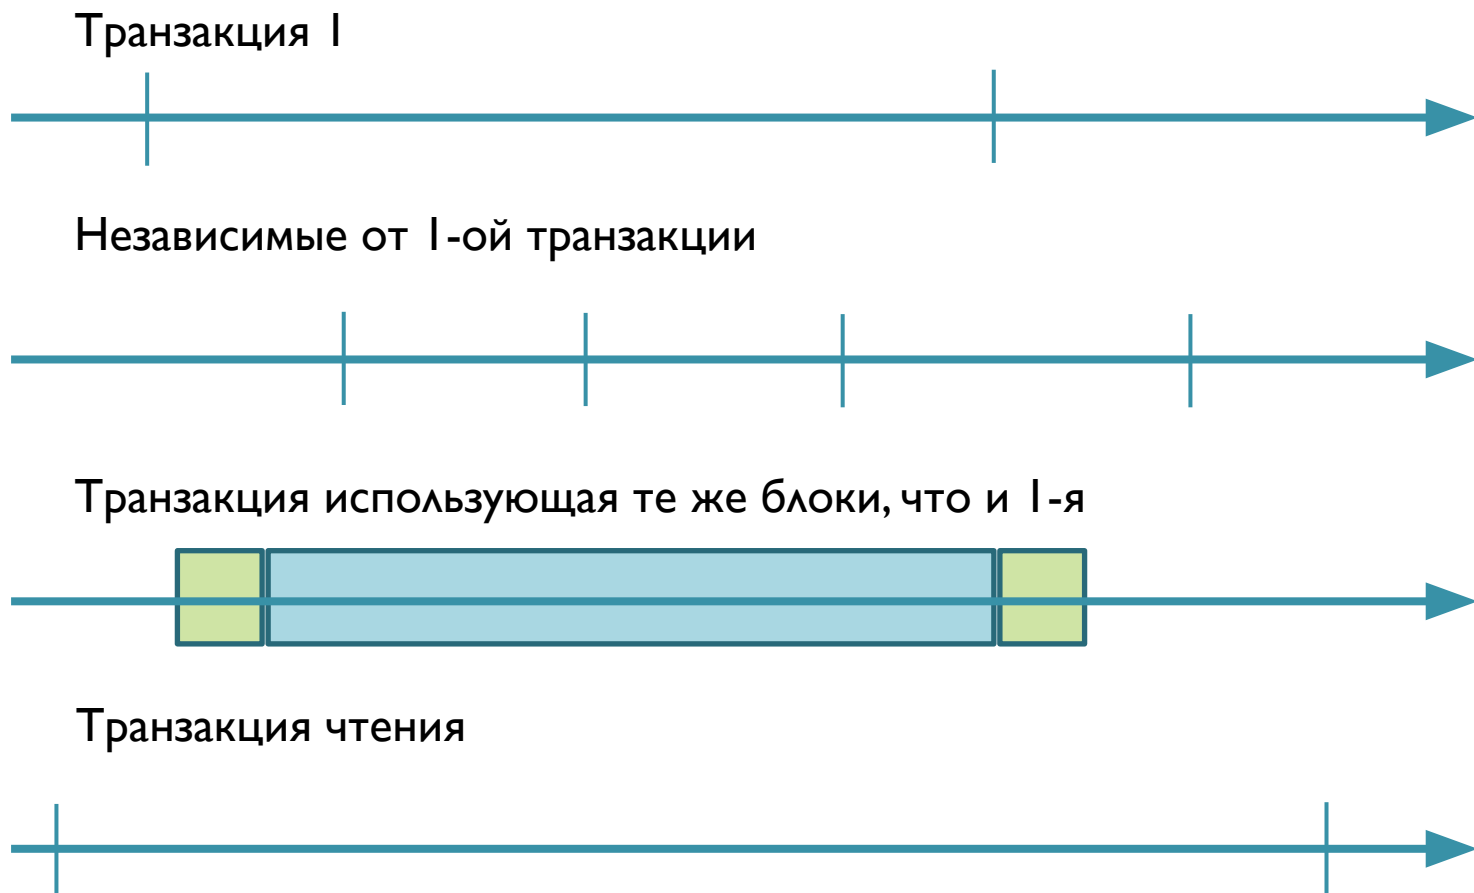 Транзакция 1
Независимые от 1-ой транзакции
Транзакция использующая те же блоки, что и 1-я
Транзакция чтения